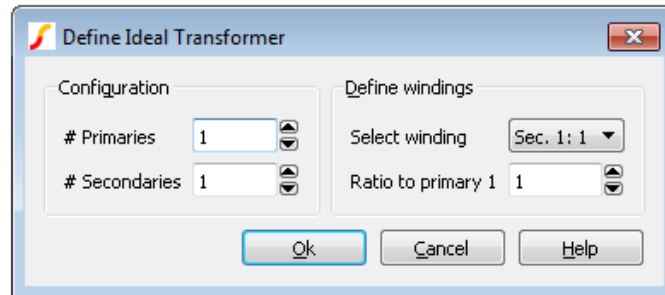 Define Ideal Transformer
Configuration
# Primaries 1
# Secondaries 1
Define windings
Select winding Sec. 1: 1
Ratio to primary 1 1
Ok Cancel Help